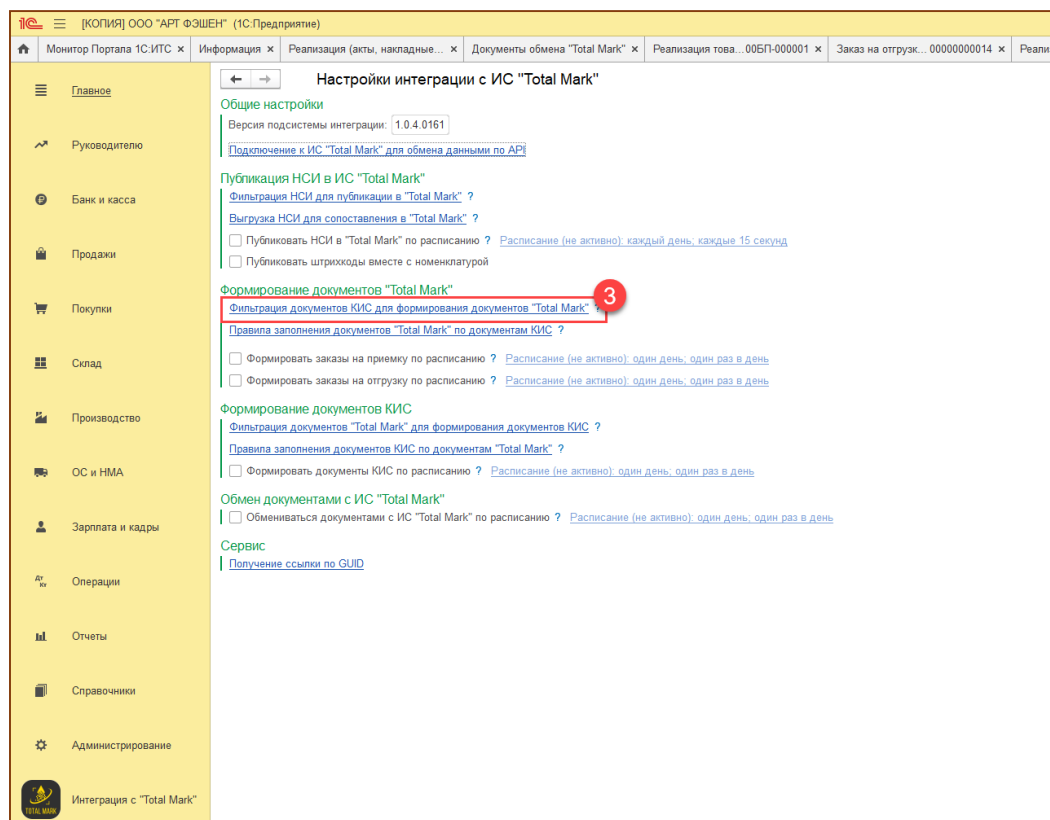 1С [КОПИЯ] ООО "АРТ ФЭШЕН" (1С:Предприятие)
Монитор Портала 1С:ИТС × Информация × Реализация (акты, накладные... × Документы обмена "Total Mark" × Реализация това...00БП-000001 × Заказ на отгрузк... 00000000014 × Реали
Главное
Руководителю
Банк и касса
Продажи
Покупки
Склад
Производство
ОС и НМА
Зарплата и кадры
Дт Кт Операции
Отчеты
Справочники
Администрирование
TOTAL MARK Интеграция с "Total Mark"
← → Настройки интеграции с ИС "Total Mark"
Общие настройки
Версия подсистемы интеграции: 1.0.4.0161
Подключение к ИС "Total Mark" для обмена данными по API
Публикация НСИ в ИС "Total Mark"
Фильтрация НСИ для публикации в "Total Mark" ?
Выгрузка НСИ для сопоставления в "Total Mark" ?
Публиковать НСИ в "Total Mark" по расписанию ? Расписание (не активно): каждый день; каждые 15 секунд
Публиковать штрихкоды вместе с номенклатурой
Формирование документов "Total Mark"
3
Фильтрация документов КИС для формирования документов "Total Mark" ?
Правила заполнения документов "Total Mark" по документам КИС ?
Формировать заказы на приемку по расписанию ? Расписание (не активно): один день; один раз в день
Формировать заказы на отгрузку по расписанию ? Расписание (не активно): один день; один раз в день
Формирование документов КИС
Фильтрация документов "Total Mark" для формирования документов КИС ?
Правила заполнения документов КИС по документам "Total Mark" ?
Формировать документы КИС по расписанию ? Расписание (не активно): один день; один раз в день
Обмен документами с ИС "Total Mark"
Обмениваться документами с ИС "Total Mark" по расписанию ? Расписание (не активно): один день; один раз в день
Сервис
Получение ссылки по GUID